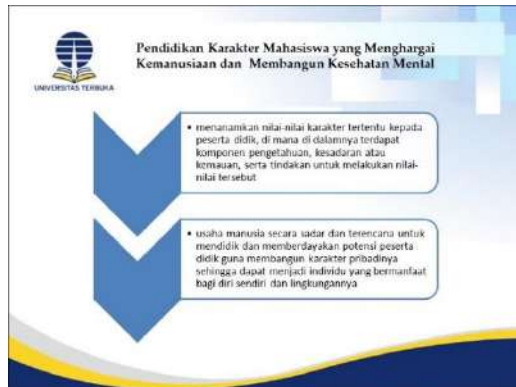 Pendidikan Karakter Mahasiswa yang Menghargai
Kemanusiaan dan Membangun Kesehatan Mental
UNIVERSITAS TERBUKA
• menanamkan nilai-nilai karakter tertentu kepada
peserta didik, di mana di dalamnya terdapat
komponen pengetahuan, kesadaran atau
kemauan, serta tindakan untuk melakukan nilai-
nilai tersebut
• usaha manusia secara sadar dan terencana untuk
mendidik dan memberdayakan potensi peserta
didik guna membangun karakter pribadinya
sehingga dapat menjadi individu yang bermanfaat
bagi diri sendiri dan lingkungannya